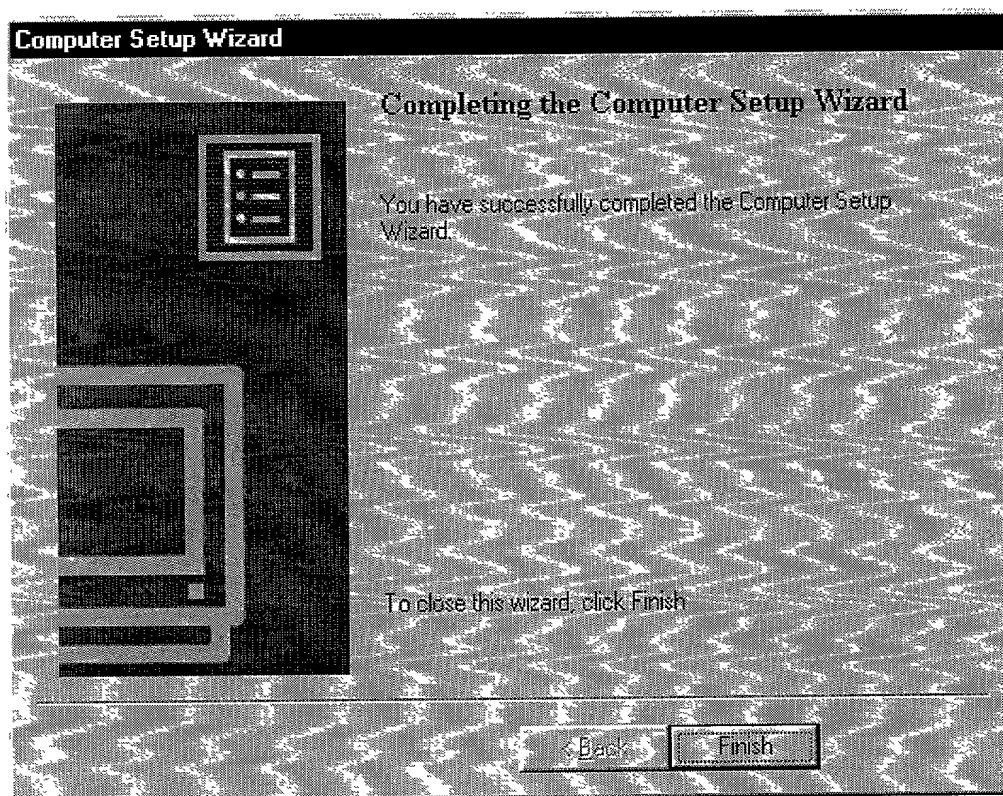 Computer Setup Wizard
Completing the Computer Setup Wizard
You have successfully completed the Computer Setup
Wizard.
To close this wizard, click Finish
< Back
Finish